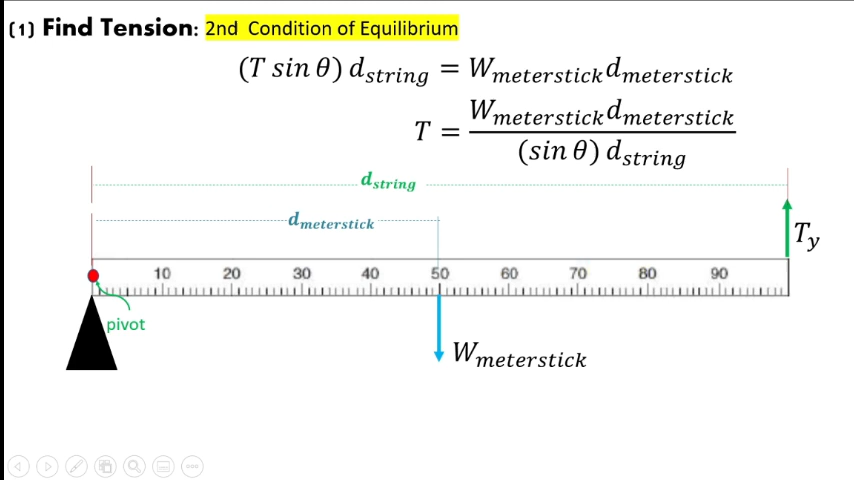 (1) Find Tension: 2nd Condition of Equilibrium
(T sin θ) d_string = W_meterstick d_meterstick
T = W_meterstick d_meterstick / (sin θ) d_string
d_string
d_meterstick
T_y
10 20 30 40 50 60 70 80 90
pivot
W_meterstick